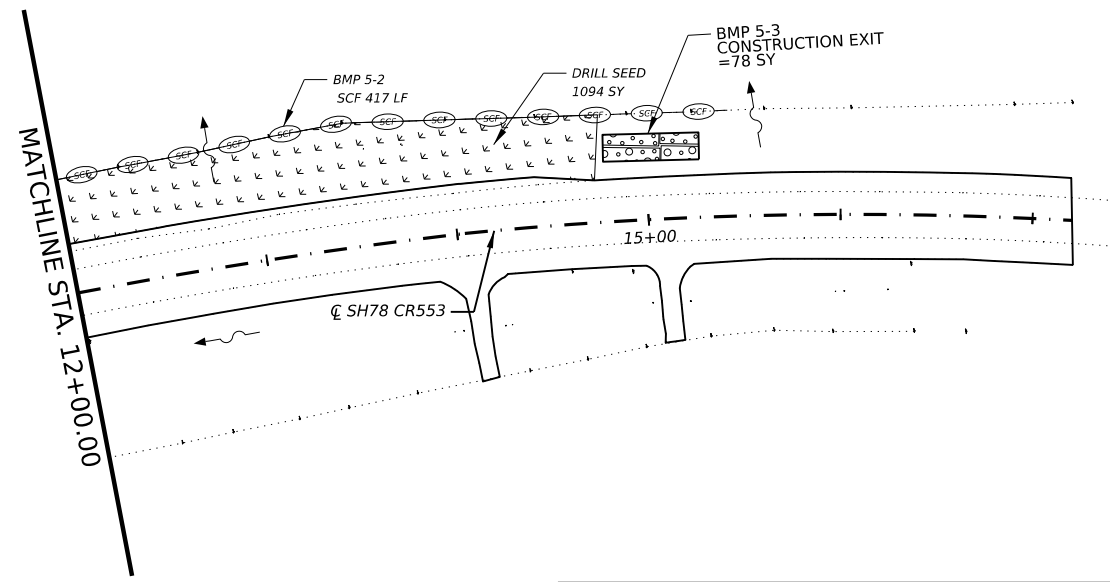 BMP 5-3
CONSTRUCTION EXIT
=78 SY
BMP 5-2
SCF 417 LF
DRILL SEED
1094 SY
SCF SCF SCF SCF SCF SCF SCF SCF SCF SCF SCF SCF SCF
MATCHLINE STA. 12+00.00
15+00
℄ SH78 CR553